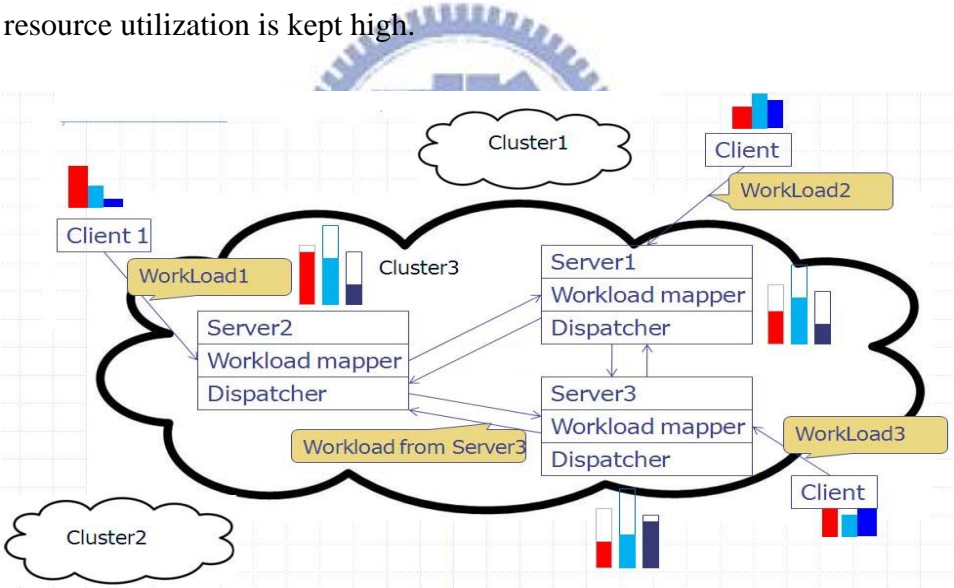 resource utilization is kept high.
Cluster1
Client
WorkLoad2
Client 1
Cluster3
WorkLoad1
Server1
Workload mapper
Dispatcher
Server2
Workload mapper
Dispatcher
Server3
Workload mapper
Dispatcher
WorkLoad3
Workload from Server3
Client
Cluster2